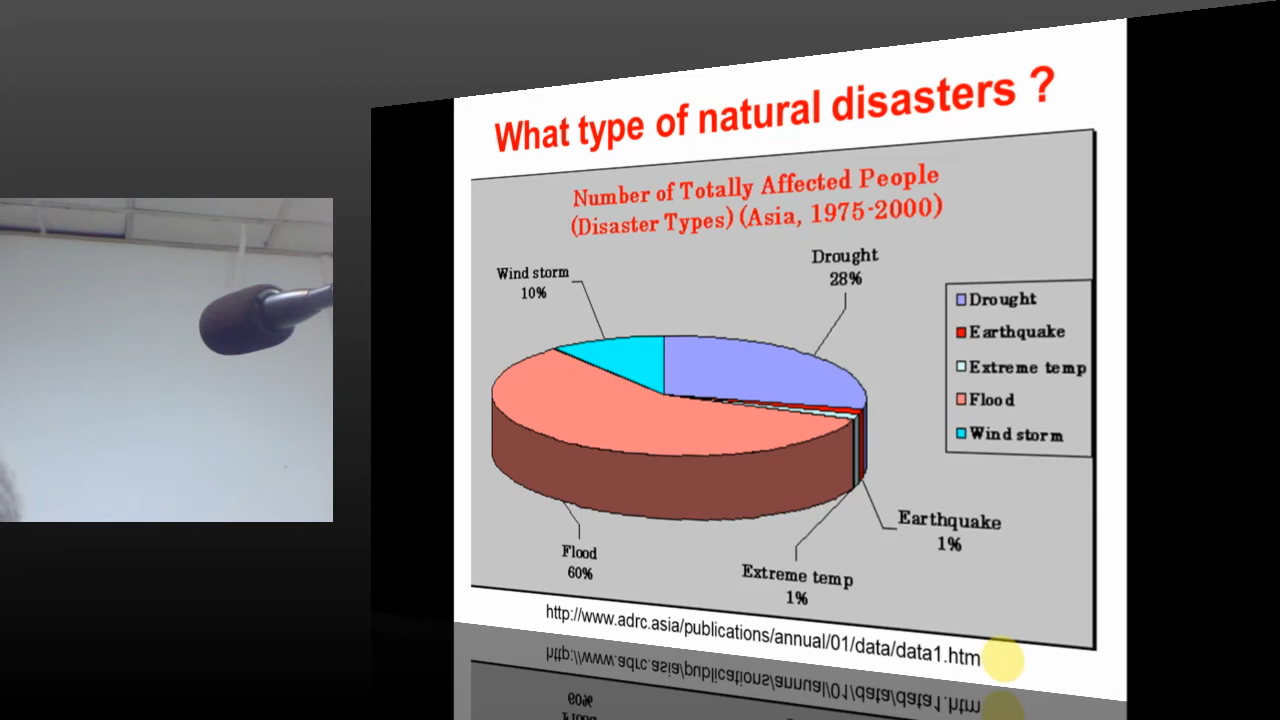 What type of natural disasters ?
Number of Totally Affected People
(Disaster Types) (Asia, 1975-2000)
Wind storm
10%
Drought
28%
Drought
Earthquake
Extreme temp
Flood
Wind storm
Earthquake
1%
Flood
60%
Extreme temp
1%
http://www.adrc.asia/publications/annual/01/data/data1.htm